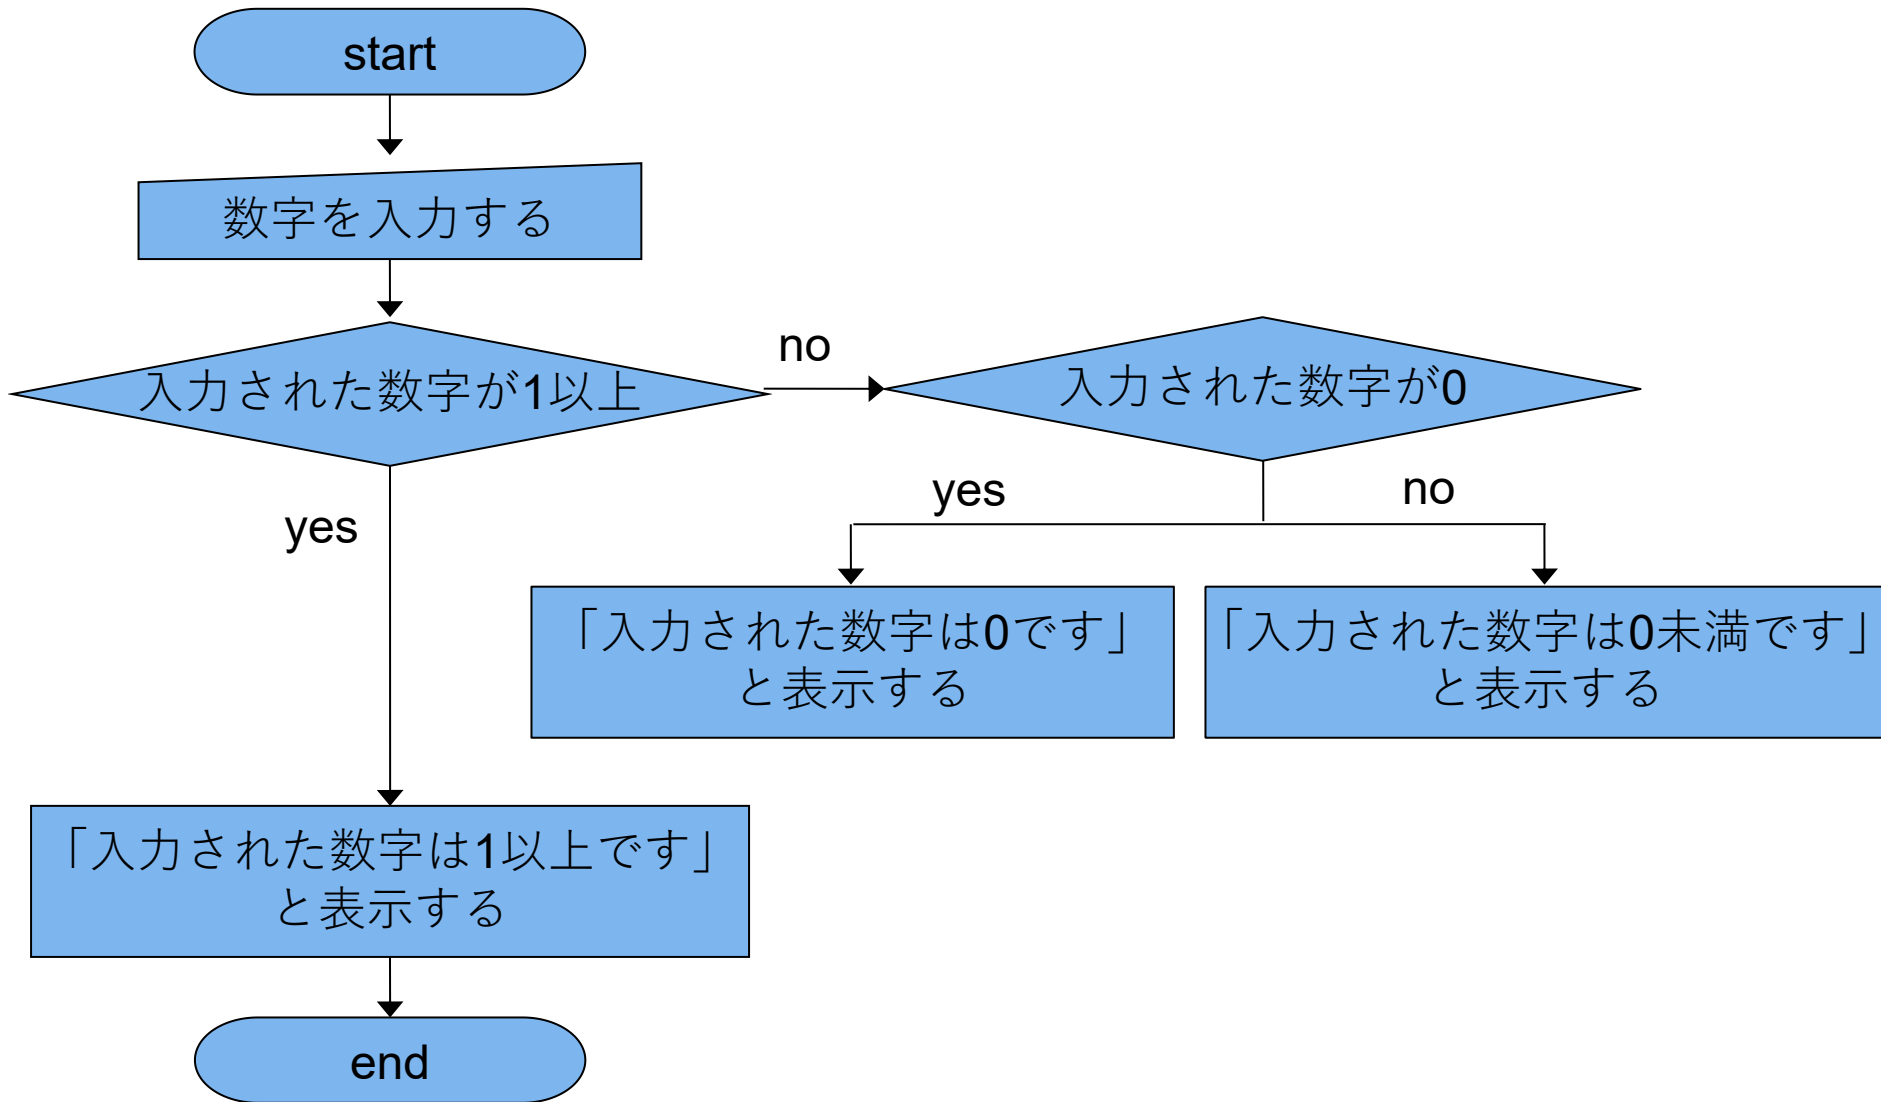 start
数字を入力する
入力された数字が1以上
no
入力された数字が0
yes
yes
no
「入力された数字は0です」
と表示する
「入力された数字は0未満です」
と表示する
「入力された数字は1以上です」
と表示する
end